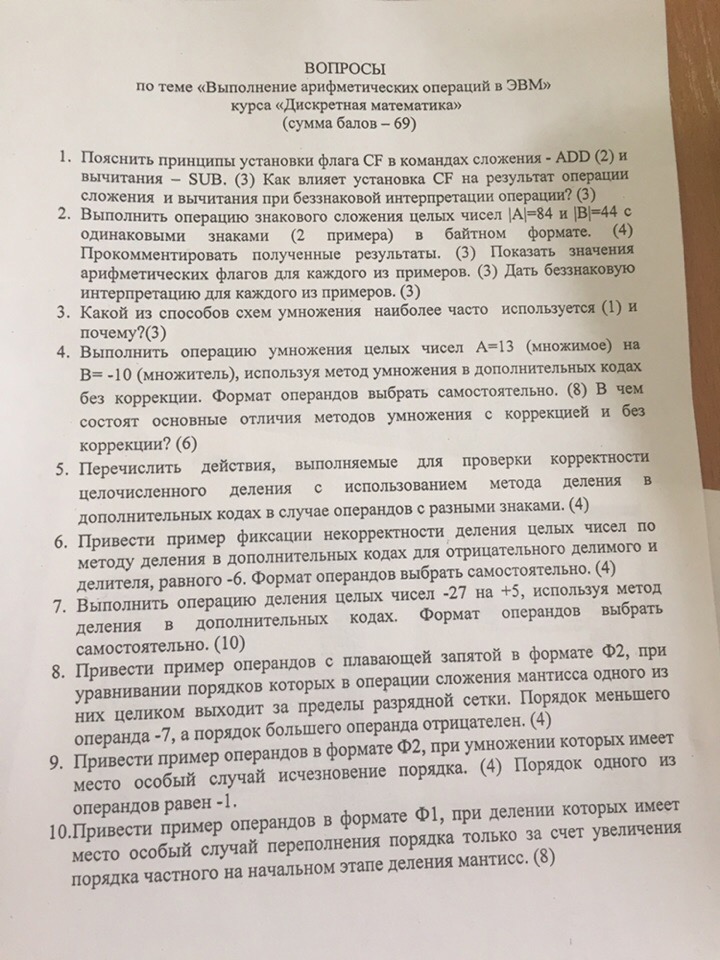 ВОПРОСЫ
по теме «Выполнение арифметических операций в ЭВМ»
курса «Дискретная математика»
(сумма балов – 69)
1. Пояснить принципы установки флага CF в командах сложения - ADD (2) и
вычитания – SUB. (3) Как влияет установка CF на результат операции
сложения и вычитания при беззнаковой интерпретации операции? (3)
2. Выполнить операцию знакового сложения целых чисел |A|=84 и |B|=44 с
одинаковыми знаками (2 примера) в байтном формате. (4)
Прокомментировать полученные результаты. (3) Показать значения
арифметических флагов для каждого из примеров. (3) Дать беззнаковую
интерпретацию для каждого из примеров. (3)
3. Какой из способов схем умножения наиболее часто используется (1) и
почему?(3)
4. Выполнить операцию умножения целых чисел A=13 (множимое) на
B= -10 (множитель), используя метод умножения в дополнительных кодах
без коррекции. Формат операндов выбрать самостоятельно. (8) В чем
состоят основные отличия методов умножения с коррекцией и без
коррекции? (6)
5. Перечислить действия, выполняемые для проверки корректности
целочисленного деления с использованием метода деления в
дополнительных кодах в случае операндов с разными знаками. (4)
6. Привести пример фиксации некорректности деления целых чисел по
методу деления в дополнительных кодах для отрицательного делимого и
делителя, равного -6. Формат операндов выбрать самостоятельно. (4)
7. Выполнить операцию деления целых чисел -27 на +5, используя метод
деления в дополнительных кодах. Формат операндов выбрать
самостоятельно. (10)
8. Привести пример операндов с плавающей запятой в формате Ф2, при
уравнивании порядков которых в операции сложения мантисса одного из
них целиком выходит за пределы разрядной сетки. Порядок меньшего
операнда -7, а порядок большего операнда отрицателен. (4)
9. Привести пример операндов в формате Ф2, при умножении которых имеет
место особый случай исчезновение порядка. (4) Порядок одного из
операндов равен -1.
10.Привести пример операндов в формате Ф1, при делении которых имеет
место особый случай переполнения порядка только за счет увеличения
порядка частного на начальном этапе деления мантисс. (8)